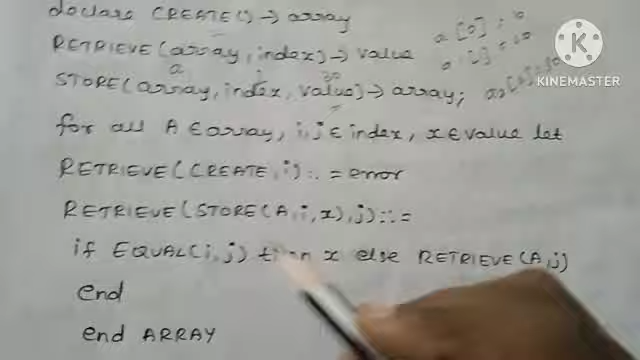 declare CREATE() → array
RETRIEVE(array, index) → value
STORE(array, index, value) → array;
for all A ∈ array, i,j ∈ index, x ∈ value let
RETRIEVE(CREATE, i) :: = error
RETRIEVE(STORE(A, i, x), j) :: =
if EQUAL(i, j) then x else RETRIEVE(A, j)
end
end ARRAY
a
30
KINEMASTER